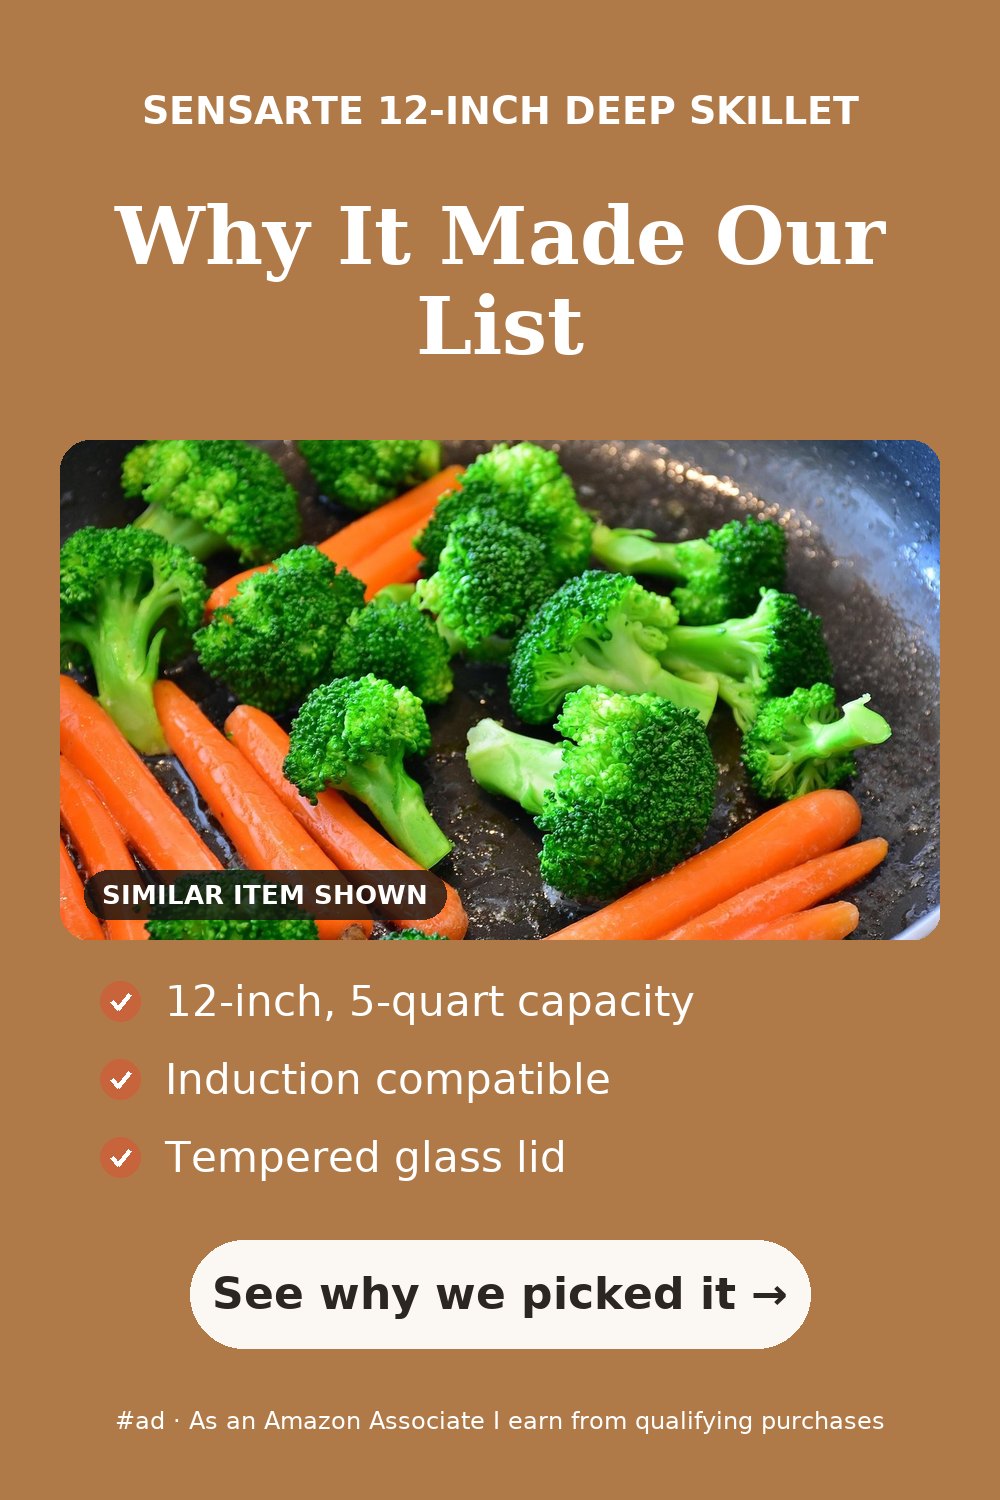 SENSARTE 12-INCH DEEP SKILLET
Why It Made Our
List
SIMILAR ITEM SHOWN
12-inch, 5-quart capacity
Induction compatible
Tempered glass lid
See why we picked it →
#ad · As an Amazon Associate I earn from qualifying purchases